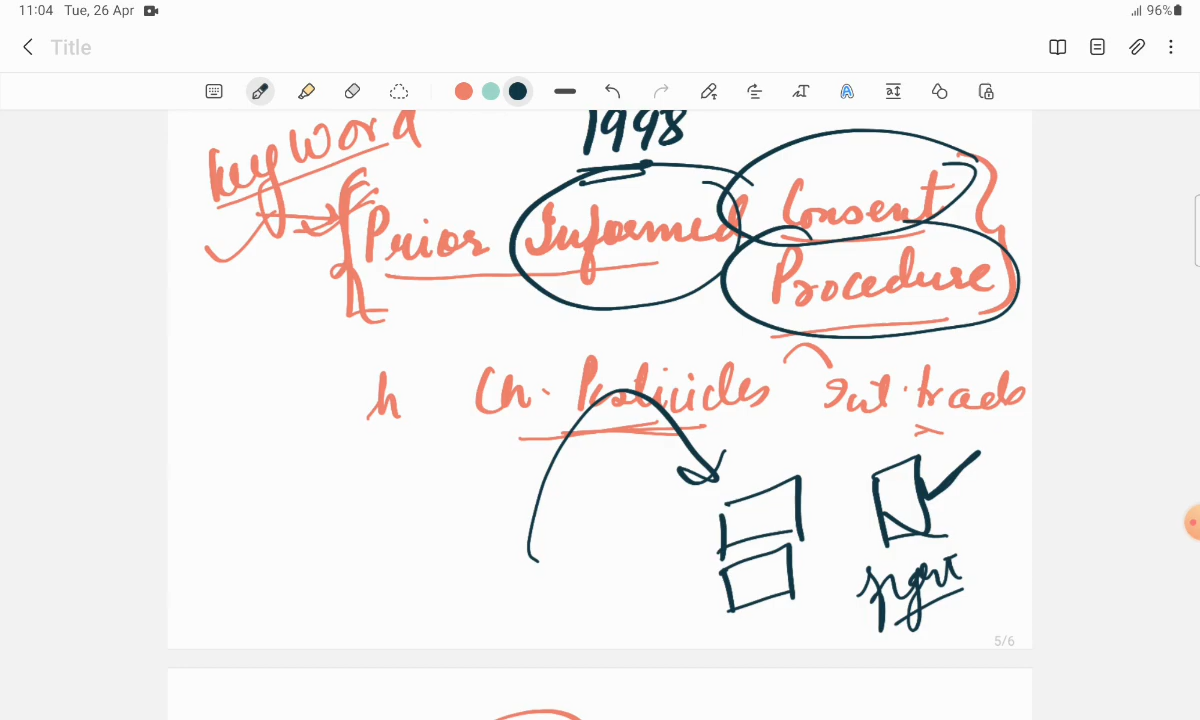 11:04 Tue, 26 Apr 96%
Title
keyword
1998
Prior Informed Consent
Procedure
h Ch. Pesticides Int. trade
5/6